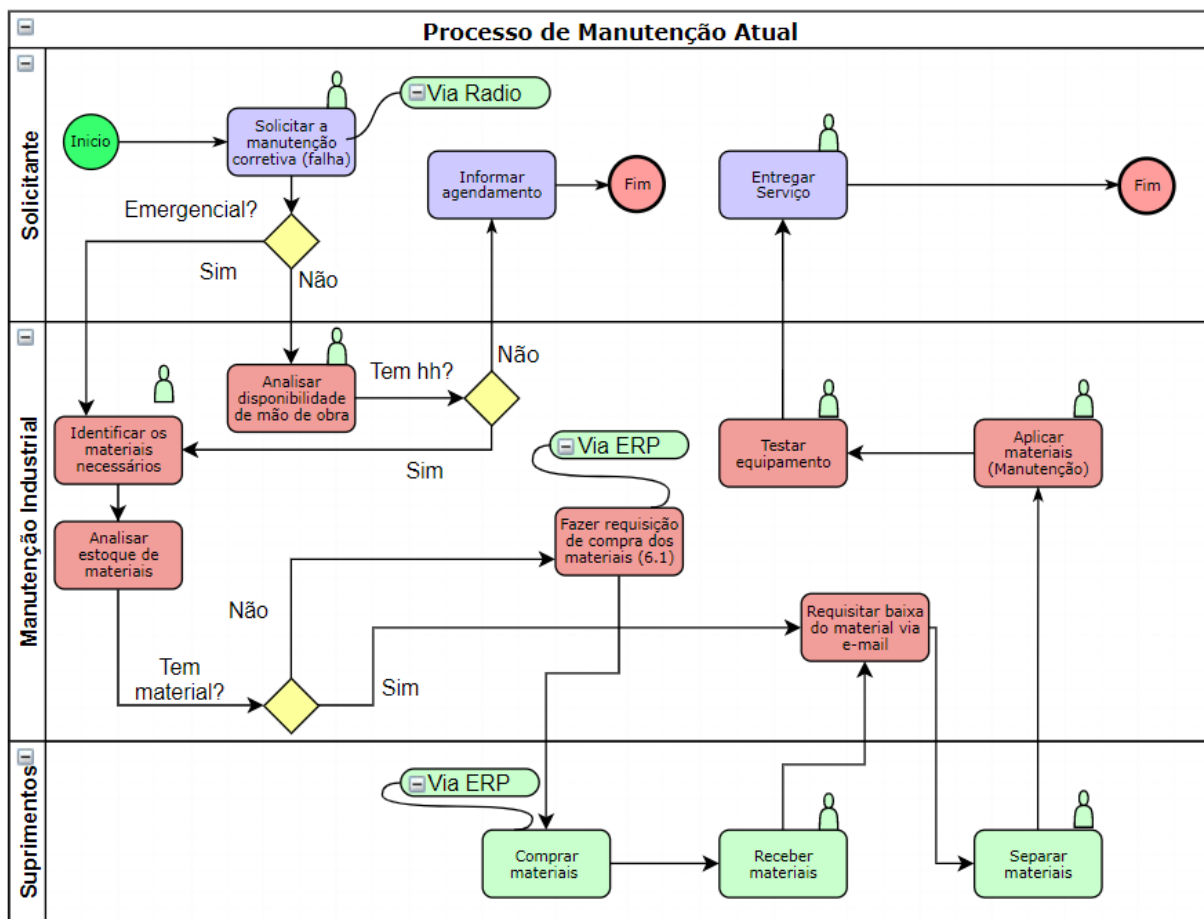 Processo de Manutenção Atual
Solicitante
Inicio
Solicitar a
manutenção
corretiva (falha)
Via Radio
Emergencial?
Sim
Não
Informar
agendamento
Fim
Entregar
Serviço
Fim
Manutenção Industrial
Analisar
disponibilidade
de mão de obra
Tem hh?
Não
Sim
Identificar os
materiais
necessários
Analisar
estoque de
materiais
Tem
material?
Não
Sim
Via ERP
Fazer requisição
de compra dos
materiais (6.1)
Requisitar baixa
do material via
e-mail
Testar
equipamento
Aplicar
materiais
(Manutenção)
Suprimentos
Via ERP
Comprar
materiais
Receber
materiais
Separar
materiais